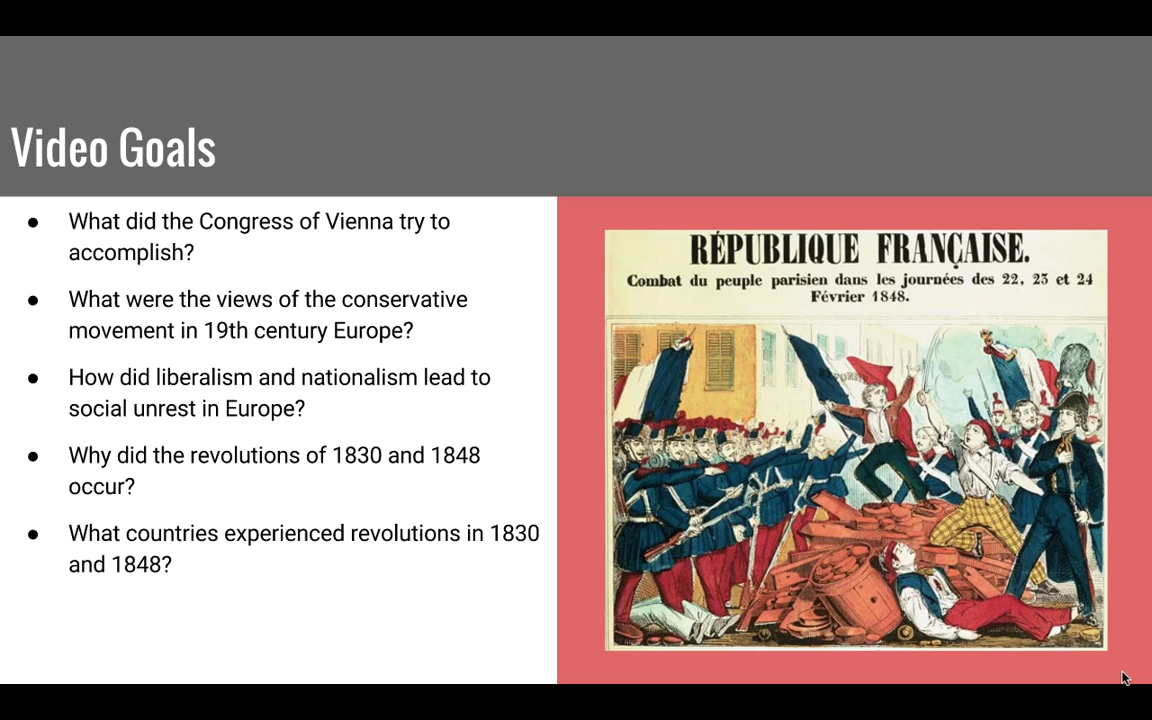 Video Goals
● What did the Congress of Vienna try to
accomplish?
● What were the views of the conservative
movement in 19th century Europe?
● How did liberalism and nationalism lead to
social unrest in Europe?
● Why did the revolutions of 1830 and 1848
occur?
● What countries experienced revolutions in 1830
and 1848?
RÉPUBLIQUE FRANÇAISE.
Combat du peuple parisien dans les journées des 22, 23 et 24
Février 1848.